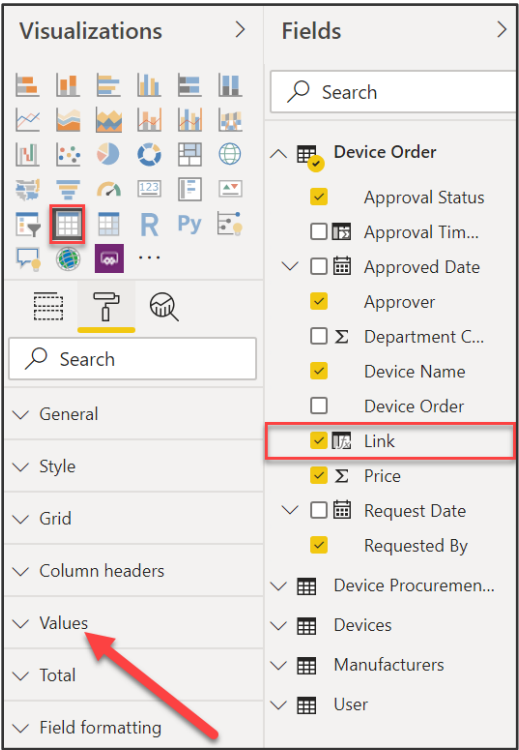 Visualizations
123
R
Py
Search
General
Style
Grid
Column headers
Values
Total
Field formatting
Fields
Search
Device Order
Approval Status
Approval Tim...
Approved Date
Approver
Σ Department C...
Device Name
Device Order
Link
Σ Price
Request Date
Requested By
Device Procuremen...
Devices
Manufacturers
User